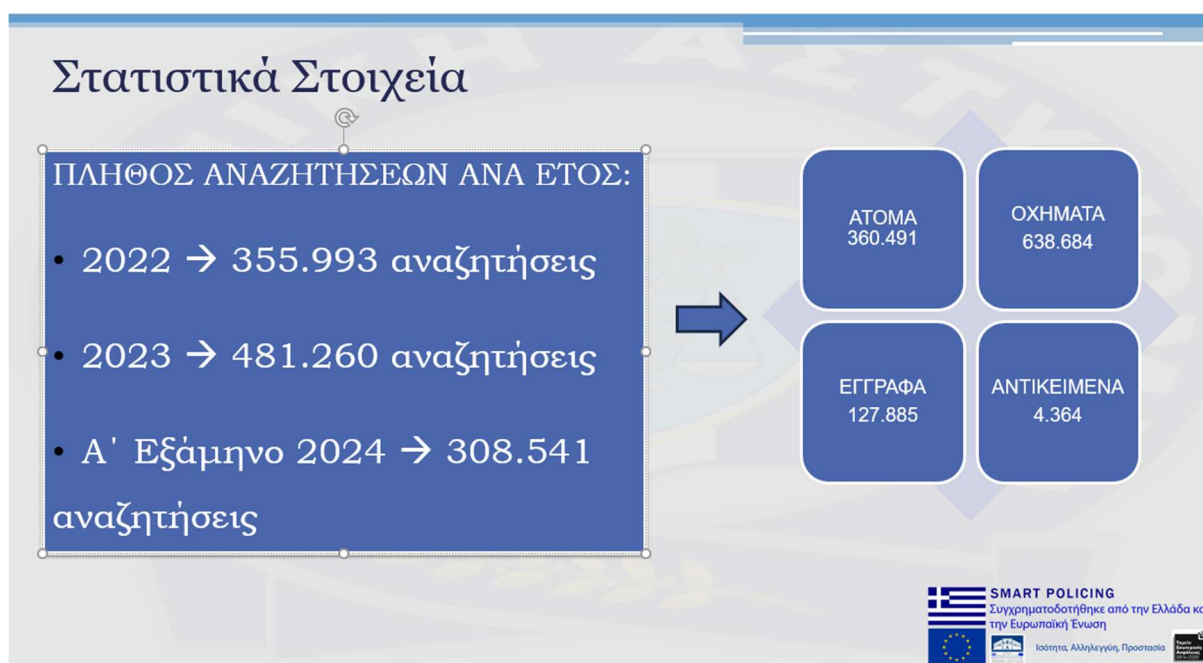 Στατιστικά Στοιχεία
ΠΛΗΘΟΣ ΑΝΑΖΗΤΗΣΕΩΝ ΑΝΑ ΕΤΟΣ:
• 2022 → 355.993 αναζητήσεις
• 2023 → 481.260 αναζητήσεις
• Α' Εξάμηνο 2024 → 308.541
αναζητήσεις
ΑΤΟΜΑ
360.491
ΟΧΗΜΑΤΑ
638.684
ΕΓΓΡΑΦΑ
127.885
ΑΝΤΙΚΕΙΜΕΝΑ
4.364
SMART POLICING
Συγχρηματοδοτήθηκε από την Ελλάδα κα
την Ευρωπαϊκή Ένωση
Ισότητα, Αλληλεγγύη, Προστασία